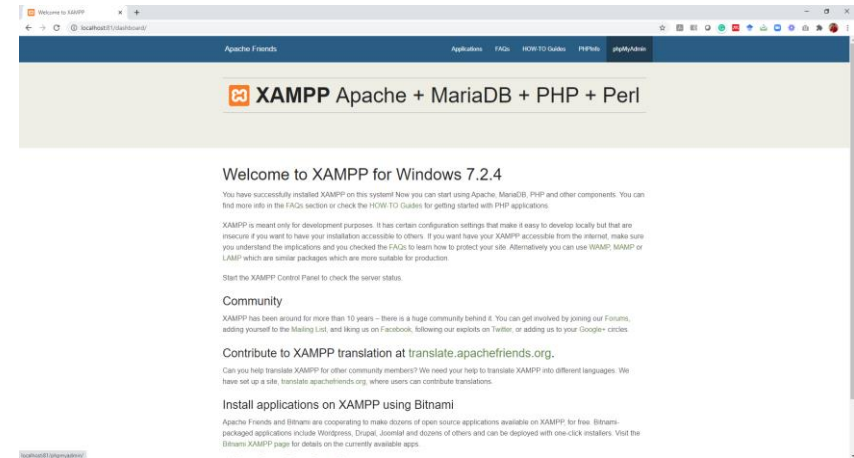 Welcome to XAMPP
localhost:81/dashboard/
Apache Friends
Applications FAQs HOW-TO Guides PHPInfo phpMyAdmin
XAMPP Apache + MariaDB + PHP + Perl
Welcome to XAMPP for Windows 7.2.4
You have successfully installed XAMPP on this system! Now you can start using Apache, MariaDB, PHP and other components. You can
find more info in the FAQs section or check the HOW-TO Guides for getting started with PHP applications.
XAMPP is meant only for development purposes. It has certain configuration settings that make it easy to develop locally but that are
insecure if you want to have your installation accessible to others. If you want have your XAMPP accessible from the internet, make sure
you understand the implications and you checked the FAQs to learn how to protect your site. Alternatively you can use WAMP, MAMP or
LAMP which are similar packages which are more suitable for production.
Start the XAMPP Control Panel to check the server status.
Community
XAMPP has been around for more than 10 years – there is a huge community behind it. You can get involved by joining our Forums,
adding yourself to the Mailing List, and liking us on Facebook, following our exploits on Twitter, or adding us to your Google+ circles.
Contribute to XAMPP translation at translate.apachefriends.org.
Can you help translate XAMPP for other community members? We need your help to translate XAMPP into different languages. We
have set up a site, translate.apachefriends.org, where users can contribute translations.
Install applications on XAMPP using Bitnami
Apache Friends and Bitnami are cooperating to make dozens of open source applications available on XAMPP, for free. Bitnami-
packaged applications include Wordpress, Drupal, Joomla! and dozens of others and can be deployed with one-click installers. Visit the
Bitnami XAMPP page for details on the currently available apps.
localhost:81/phpmyadmin/